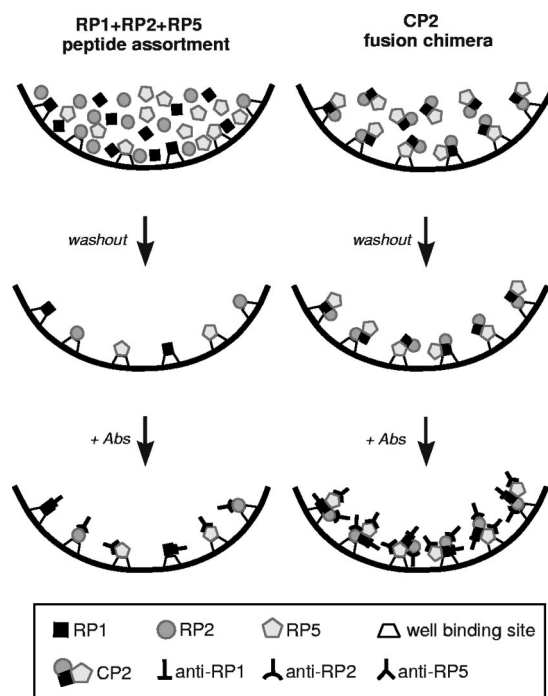 RP1+RP2+RP5
peptide assortment
CP2
fusion chimera
washout
washout
+ Abs
+ Abs
RP1
RP2
RP5
well binding site
CP2
anti-RP1
anti-RP2
anti-RP5